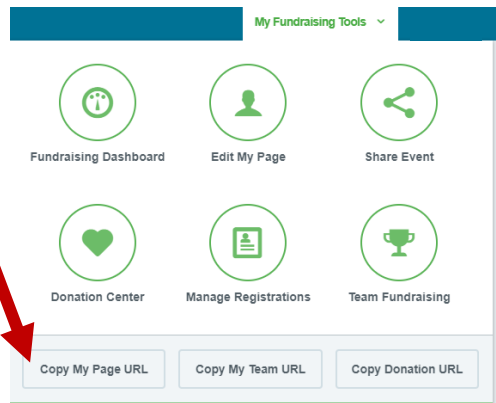 My Fundraising Tools
Fundraising Dashboard Edit My Page Share Event
Donation Center Manage Registrations Team Fundraising
Copy My Page URL Copy My Team URL Copy Donation URL